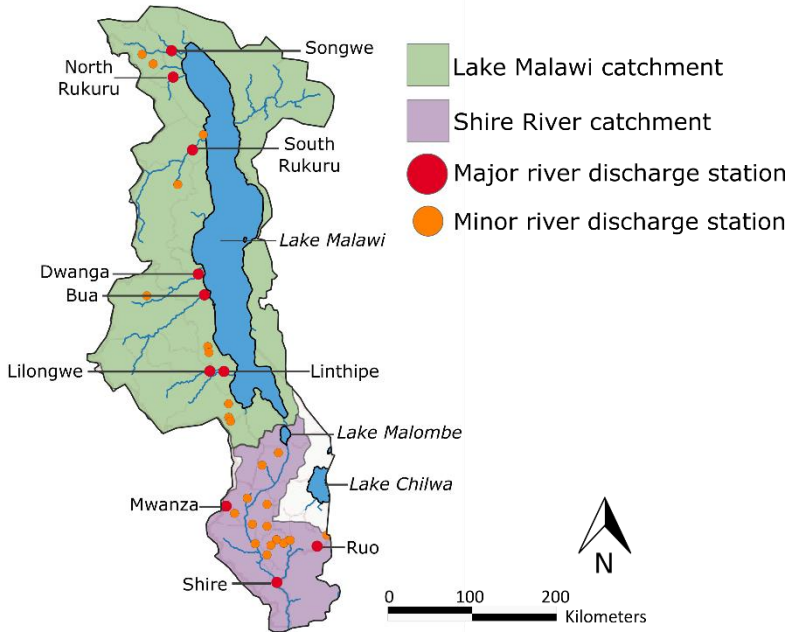 Songwe
North
Rukuru
South
Rukuru
Lake Malawi
Dwanga
Bua
Lilongwe
Linthipe
Lake Malombe
Lake Chilwa
Mwanza
Ruo
Shire
Lake Malawi catchment
Shire River catchment
Major river discharge station
Minor river discharge station
N
0 100 200
Kilometers